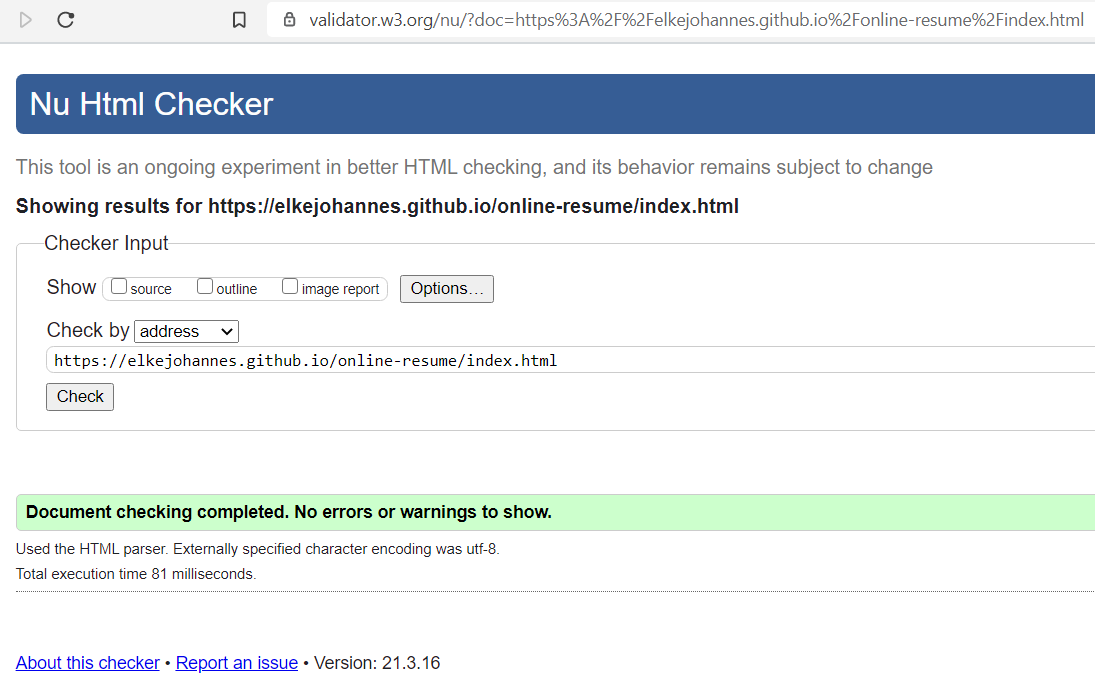 validator.w3.org/nu/?doc=https%3A%2F%2Felkejohannes.github.io%2Fonline-resume%2Findex.html
Nu Html Checker
This tool is an ongoing experiment in better HTML checking, and its behavior remains subject to change
Showing results for https://elkejohannes.github.io/online-resume/index.html
Checker Input
Show source outline image report Options...
Check by address
https://elkejohannes.github.io/online-resume/index.html
Check
Document checking completed. No errors or warnings to show.
Used the HTML parser. Externally specified character encoding was utf-8.
Total execution time 81 milliseconds.
About this checker • Report an issue • Version: 21.3.16